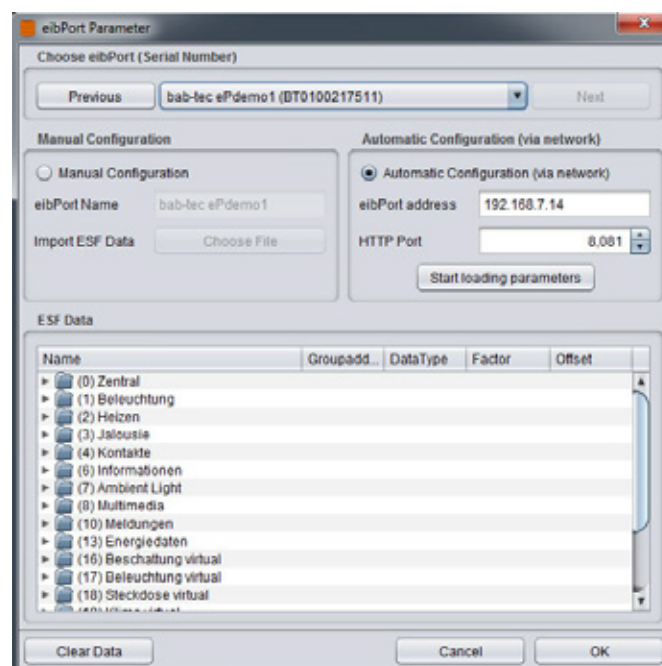 eibPort Parameter
Choose eibPort (Serial Number)
Previous
bab-tec ePdemo1 (BT0100217511)
Next
Manual Configuration
Automatic Configuration (via network)
Manual Configuration
Automatic Configuration (via network)
eibPort Name
bab-tec ePdemo1
eibPort address
192.168.7.14
Import ESF Data
Choose File
HTTP Port
8,081
Start loading parameters
ESF Data
Name Groupadd... DataType Factor Offset
(0) Zentral
(1) Beleuchtung
(2) Heizen
(3) Jalousie
(4) Kontakte
(6) Informationen
(7) Ambient Light
(8) Multimedia
(10) Meldungen
(13) Energiedaten
(16) Beschattung virtual
(17) Beleuchtung virtual
(18) Steckdose virtual
Clear Data
Cancel
OK